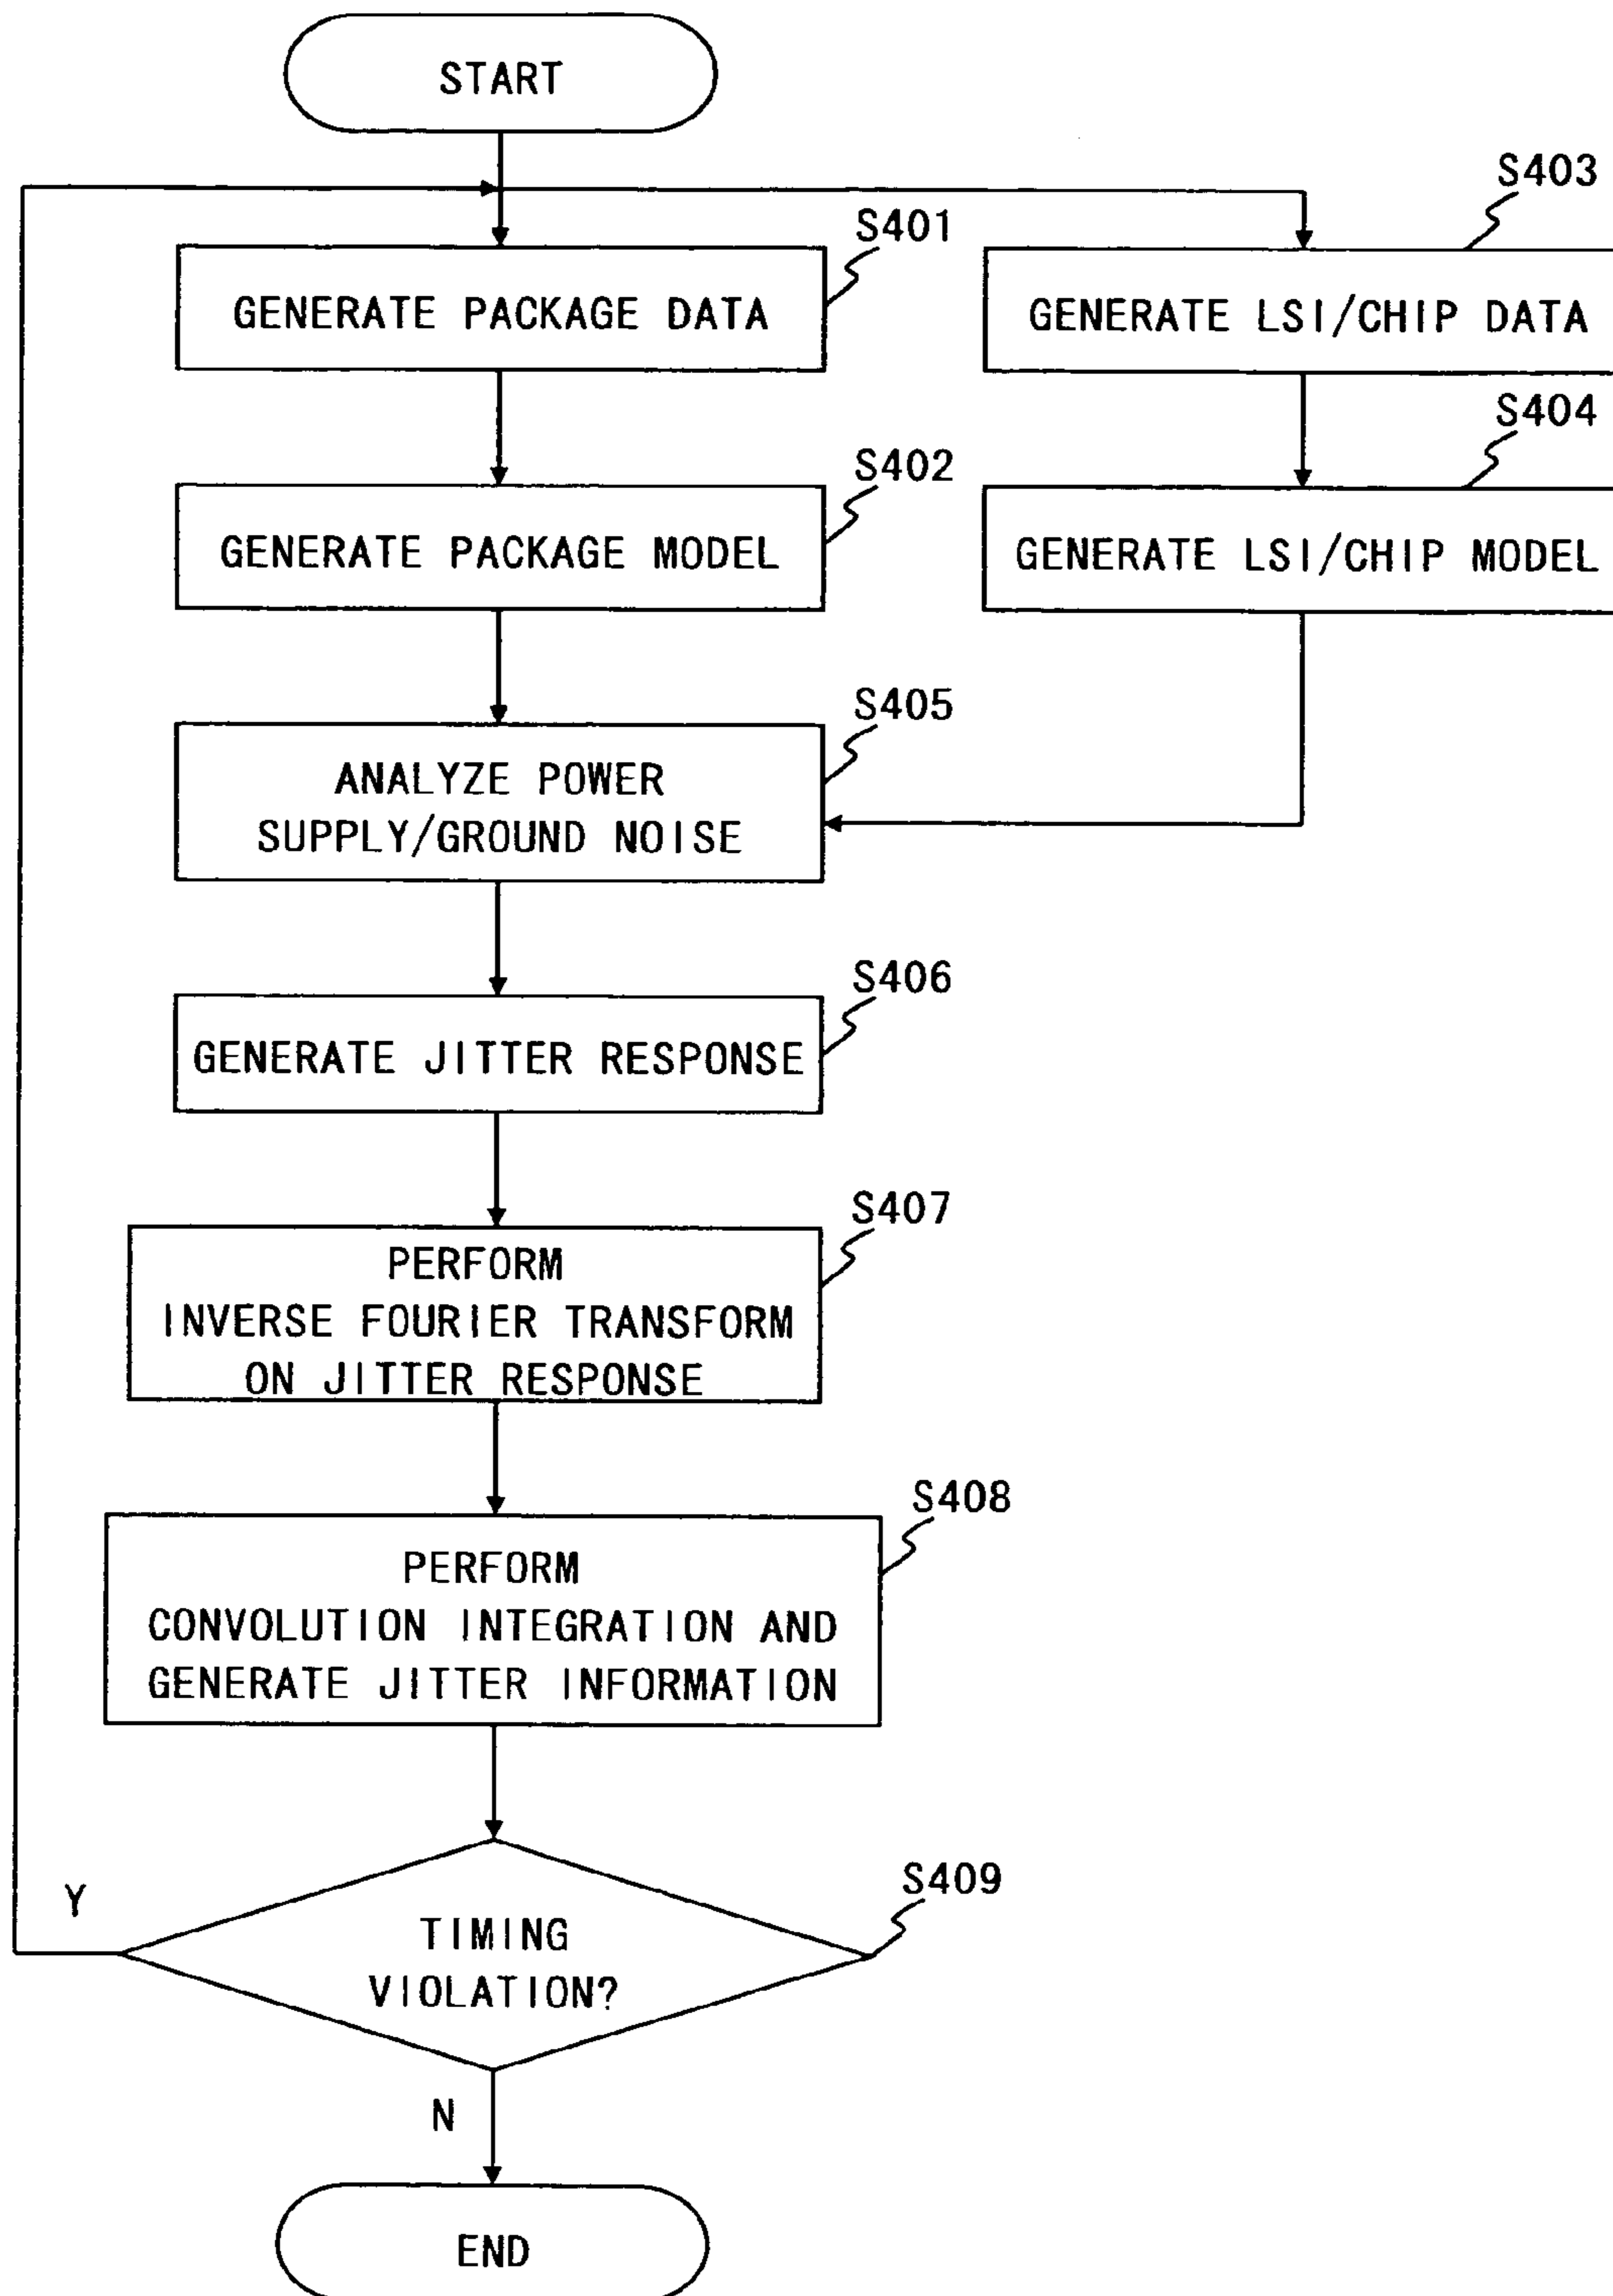 START
S401
GENERATE PACKAGE DATA
S403
GENERATE LSI/CHIP DATA
S402
GENERATE PACKAGE MODEL
S404
GENERATE LSI/CHIP MODEL
S405
ANALYZE POWER
SUPPLY/GROUND NOISE
S406
GENERATE JITTER RESPONSE
S407
PERFORM
INVERSE FOURIER TRANSFORM
ON JITTER RESPONSE
S408
PERFORM
CONVOLUTION INTEGRATION AND
GENERATE JITTER INFORMATION
S409
Y
TIMING
VIOLATION?
N
END